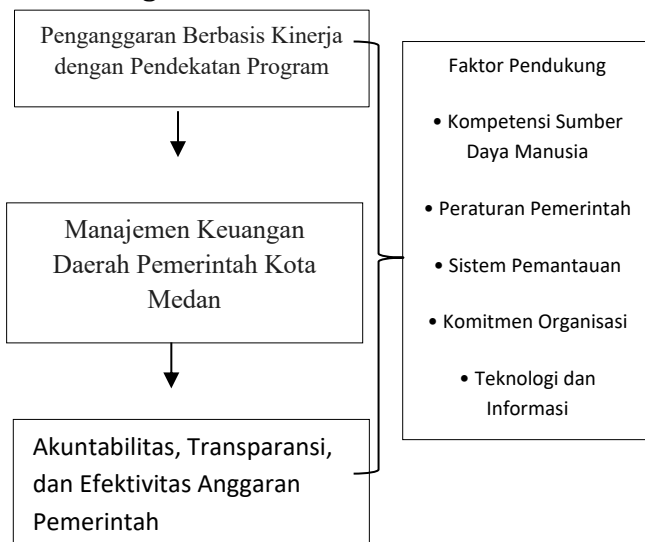 Penganggaran Berbasis Kinerja
dengan Pendekatan Program
Manajemen Keuangan
Daerah Pemerintah Kota
Medan
Akuntabilitas, Transparansi,
dan Efektivitas Anggaran
Pemerintah
Faktor Pendukung
• Kompetensi Sumber
Daya Manusia
• Peraturan Pemerintah
• Sistem Pemantauan
• Komitmen Organisasi
• Teknologi dan
Informasi